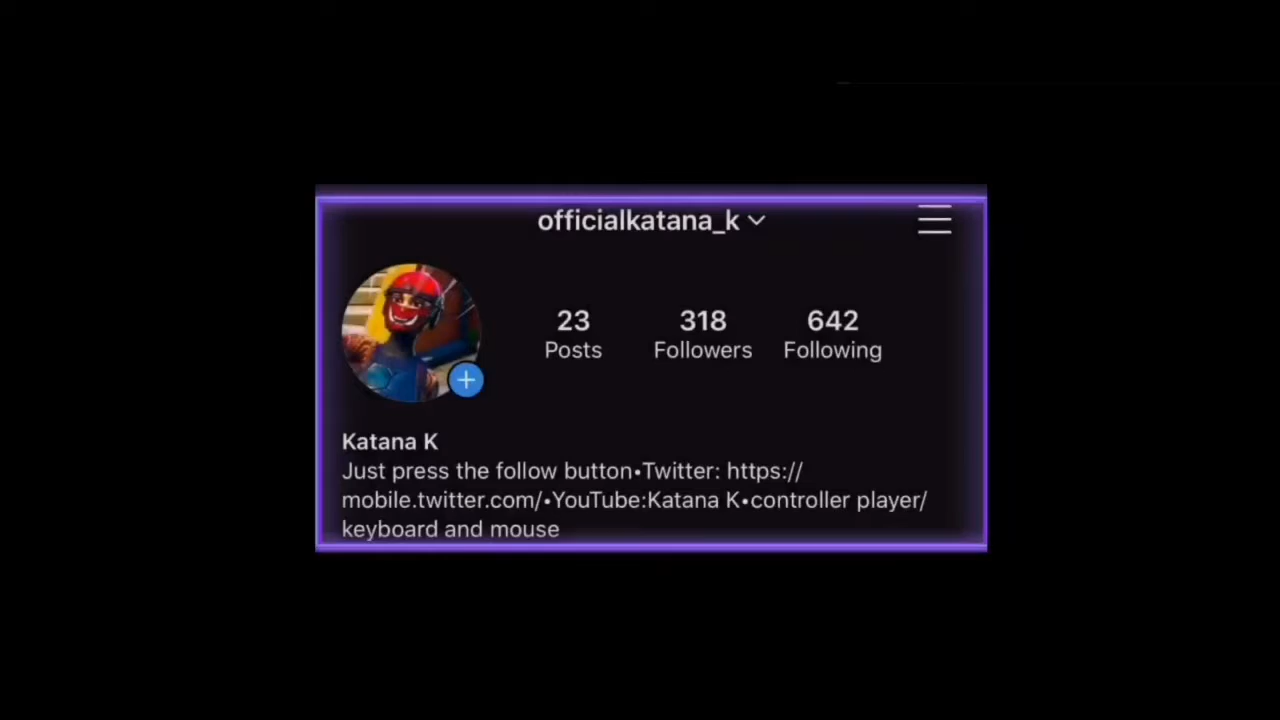 officialkatana_k
23 318 642
Posts Followers Following
Katana K
Just press the follow button•Twitter: https://
mobile.twitter.com/•YouTube:Katana K•controller player/
keyboard and mouse